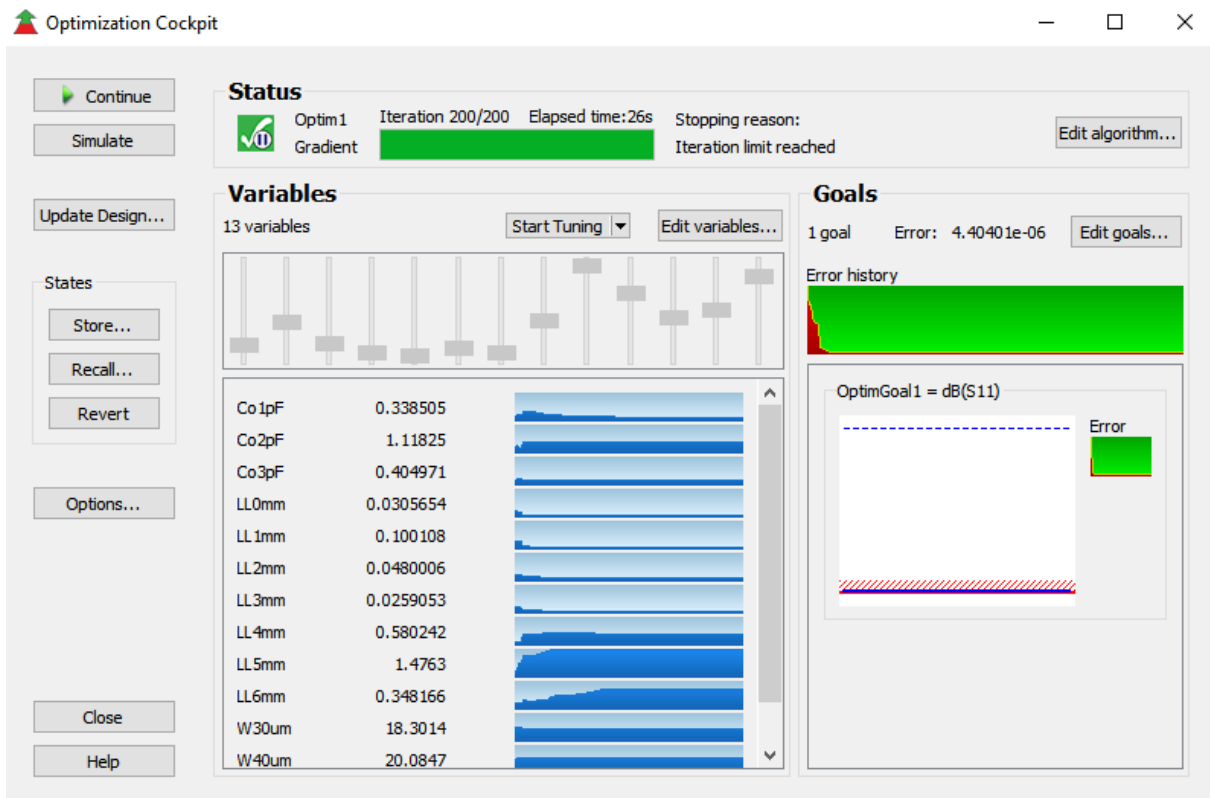 Optimization Cockpit
Continue
Simulate
Update Design...
States
Store...
Recall...
Revert
Options...
Close
Help
Status
Optim1
Gradient
Iteration 200/200 Elapsed time:26s
Stopping reason:
Iteration limit reached
Edit algorithm...
Variables
13 variables
Start Tuning
Edit variables...
Co1pF 0.338505
Co2pF 1.11825
Co3pF 0.404971
LL0mm 0.0305654
LL1mm 0.100108
LL2mm 0.0480006
LL3mm 0.0259053
LL4mm 0.580242
LL5mm 1.4763
LL6mm 0.348166
W30um 18.3014
W40um 20.0847
Goals
1 goal Error: 4.40401e-06
Edit goals...
Error history
OptimGoal1 = dB(S11)
Error